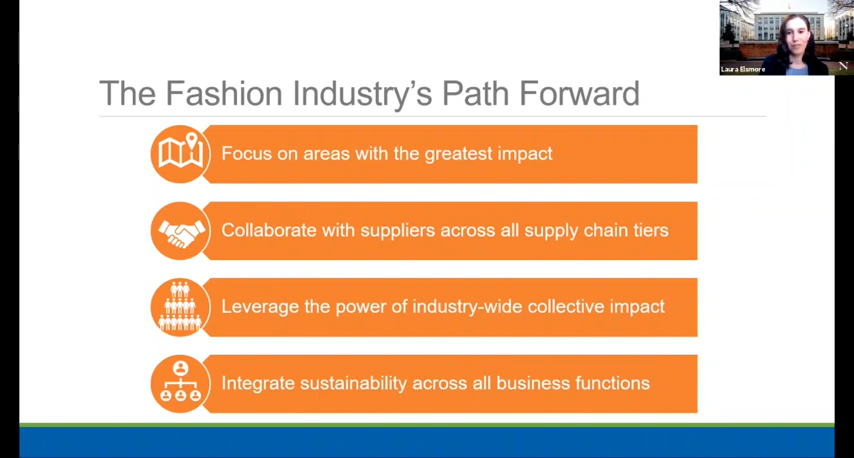 Laura Elsmore
The Fashion Industry's Path Forward
Focus on areas with the greatest impact
Collaborate with suppliers across all supply chain tiers
Leverage the power of industry-wide collective impact
Integrate sustainability across all business functions